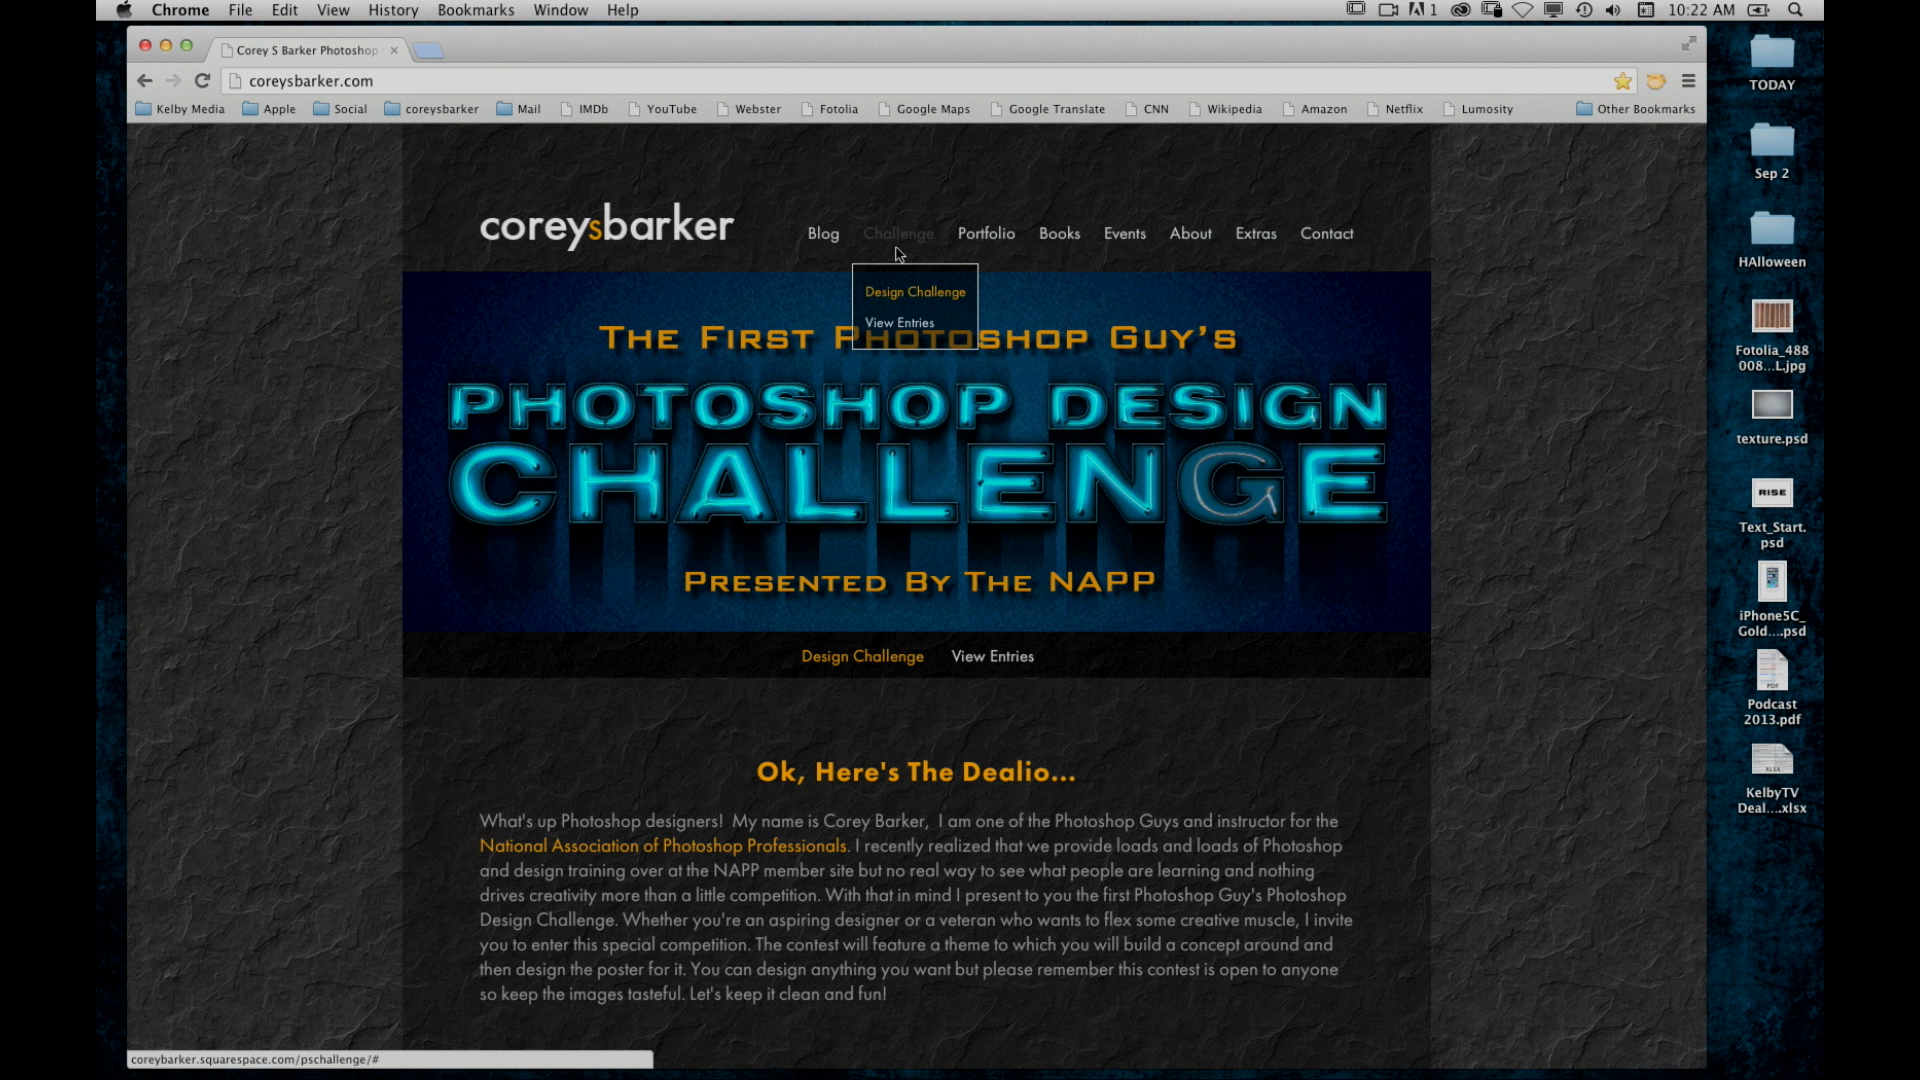 Chrome File Edit View History Bookmarks Window Help 1 10:22 AM
Corey S Barker Photoshop
coreysbarker.com
Kelby Media Apple Social coreysbarker Mail IMDb YouTube Webster Fotolia Google Maps Google Translate CNN Wikipedia Amazon Netflix Lumosity Other Bookmarks
coreysbarker
Blog Challenge Portfolio Books Events About Extras Contact
Design Challenge
View Entries
The First Photoshop Guy's
PHOTOSHOP DESIGN
CHALLENGE
Presented By The NAPP
Design Challenge View Entries
Ok, Here's The Dealio...
What's up Photoshop designers! My name is Corey Barker, I am one of the Photoshop Guys and instructor for the
National Association of Photoshop Professionals. I recently realized that we provide loads and loads of Photoshop
and design training over at the NAPP member site but no real way to see what people are learning and nothing
drives creativity more than a little competition. With that in mind I present to you the first Photoshop Guy's Photoshop
Design Challenge. Whether you're an aspiring designer or a veteran who wants to flex some creative muscle, I invite
you to enter this special competition. The contest will feature a theme to which you will build a concept around and
then design the poster for it. You can design anything you want but please remember this contest is open to anyone
so keep the images tasteful. Let's keep it clean and fun!
coreybarker.squarespace.com/pschallenge/#
TODAY
Sep 2
HAlloween
Fotolia_488
008...L.jpg
texture.psd
RISE
Text_Start.
psd
iPhone5C_
Gold....psd
PDF
Podcast
2013.pdf
XLSX
KelbyTV
Deal....xlsx